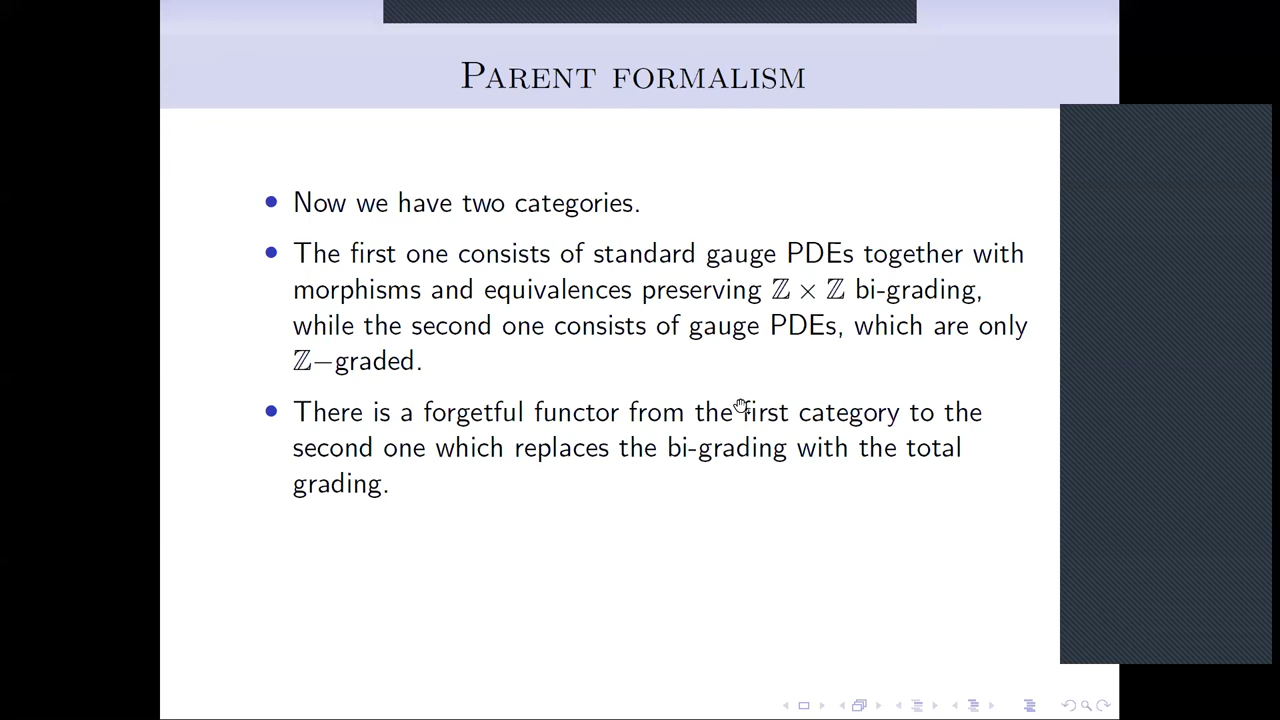 PARENT FORMALISM
Now we have two categories.
The first one consists of standard gauge PDEs together with
morphisms and equivalences preserving ℤ × ℤ bi-grading,
while the second one consists of gauge PDEs, which are only
ℤ−graded.
There is a forgetful functor from the first category to the
second one which replaces the bi-grading with the total
grading.